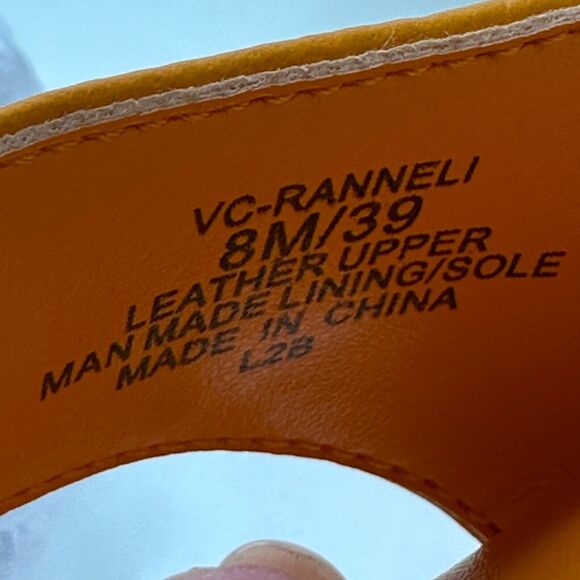 VC-RANNELI
8M/39
LEATHER UPPER
MAN MADE LINING/SOLE
MADE IN CHINA
L2B